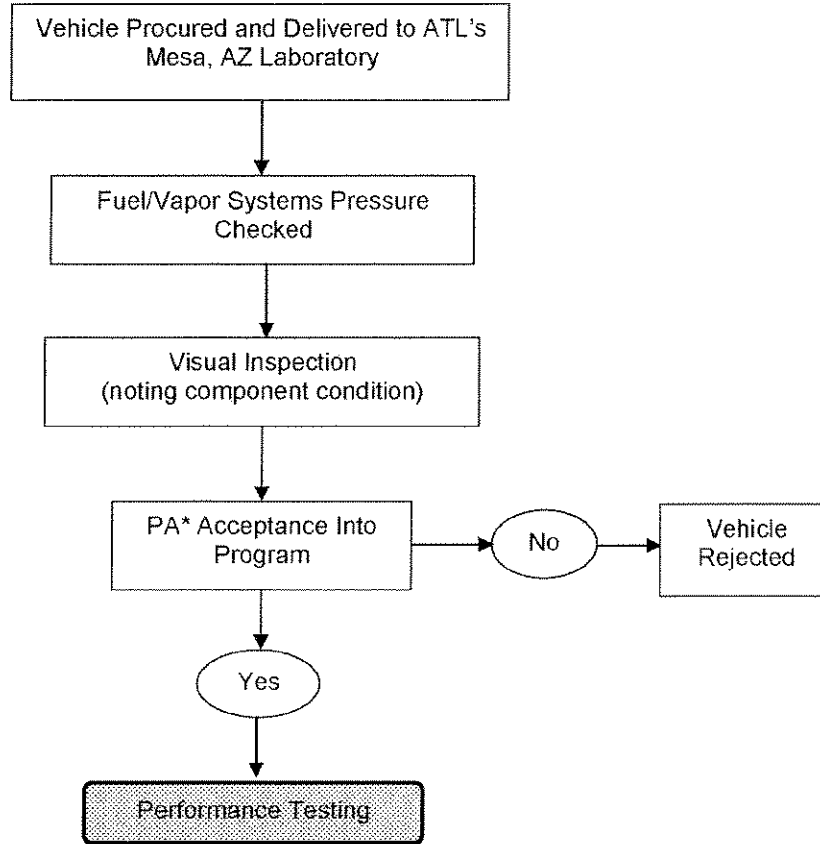 Vehicle Procured and Delivered to ATL's
Mesa, AZ Laboratory
Fuel/Vapor Systems Pressure
Checked
Visual Inspection
(noting component condition)
PA* Acceptance Into
Program
No
Vehicle
Rejected
Yes
Performance Testing